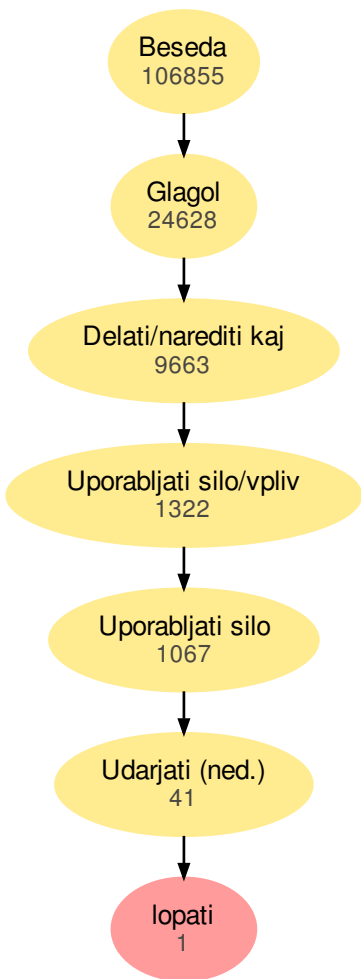 Beseda
106855
Glagol
24628
Delati/narediti kaj
9663
Uporabljati silo/vpliv
1322
Uporabljati silo
1067
Udarjati (ned.)
41
lopati
1